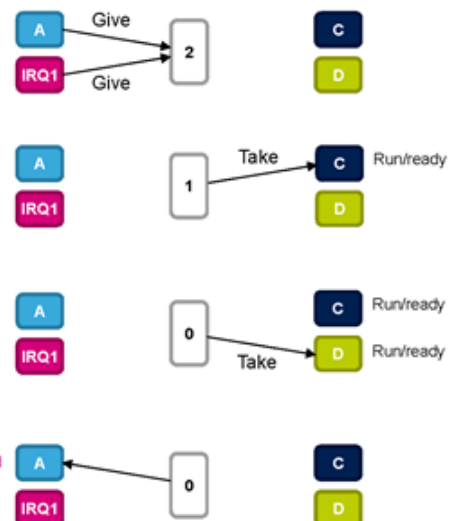 A Give C
2
IRQ1 Give D
A Take C Run/ready
1
IRQ1 D
A C Run/ready
0
IRQ1 Take D Run/ready
A C
0
IRQ1 D